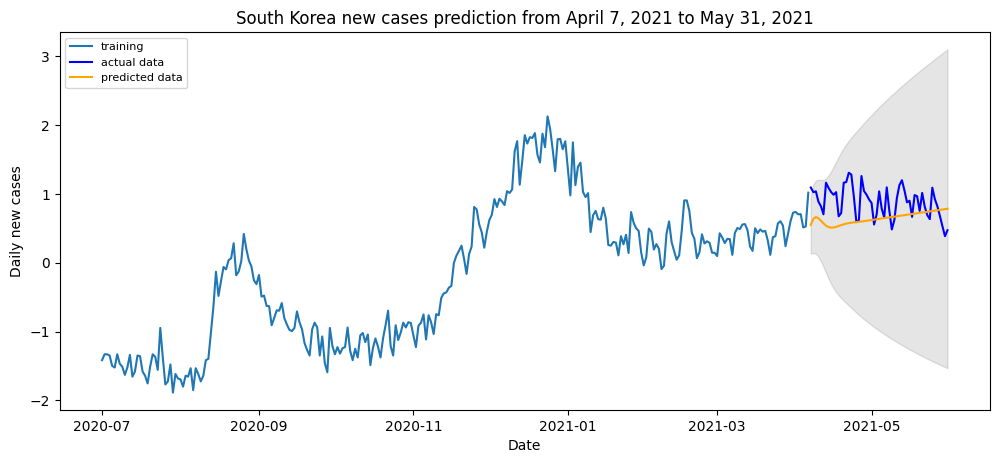 South Korea new cases prediction from April 7, 2021 to May 31, 2021
training
actual data
predicted data
3
2
1
0
−1
−2
Daily new cases
2020-07
2020-09
2020-11
2021-01
2021-03
2021-05
Date